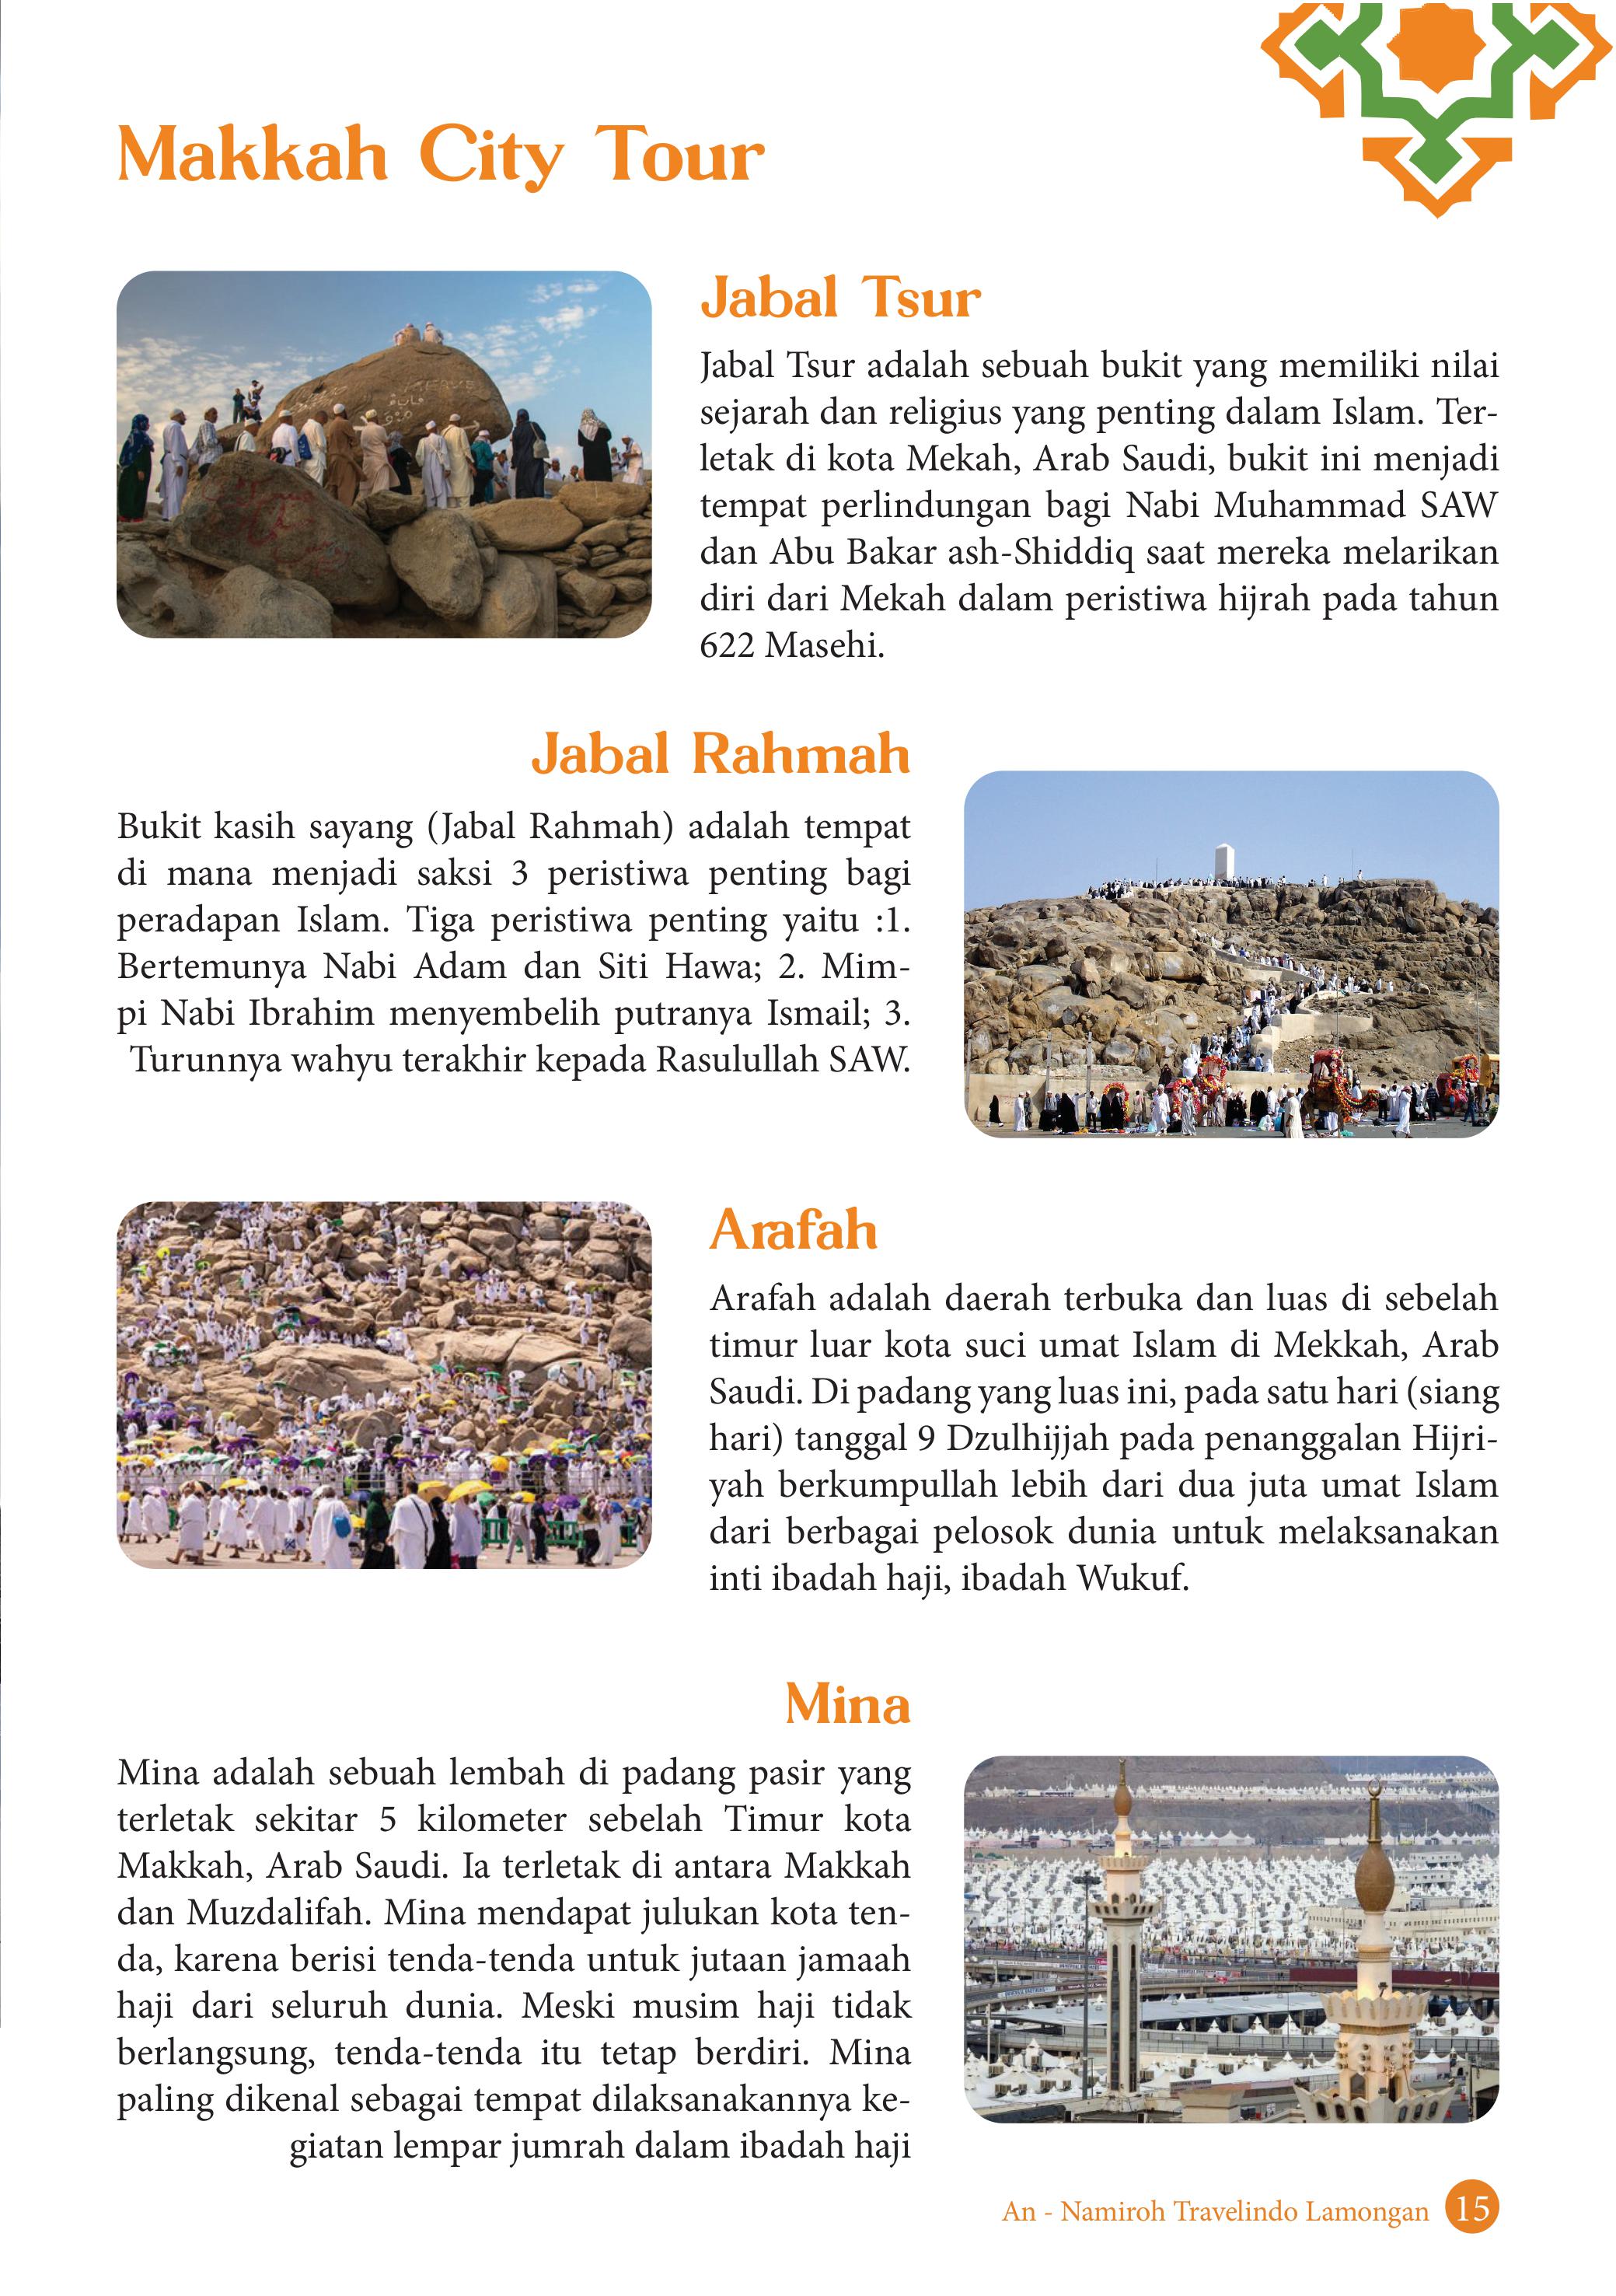 Makkah City Tour
Jabal Tsur
Jabal Tsur adalah sebuah bukit yang memiliki nilai
sejarah dan religius yang penting dalam Islam. Ter-
letak di kota Mekah, Arab Saudi, bukit ini menjadi
tempat perlindungan bagi Nabi Muhammad SAW
dan Abu Bakar ash-Shiddiq saat mereka melarikan
diri dari Mekah dalam peristiwa hijrah pada tahun
622 Masehi.
Jabal Rahmah
Bukit kasih sayang (Jabal Rahmah) adalah tempat
di mana menjadi saksi 3 peristiwa penting bagi
peradapan Islam. Tiga peristiwa penting yaitu :1.
Bertemunya Nabi Adam dan Siti Hawa; 2. Mim-
pi Nabi Ibrahim menyembelih putranya Ismail; 3.
Turunnya wahyu terakhir kepada Rasulullah SAW.
Arafah
Arafah adalah daerah terbuka dan luas di sebelah
timur luar kota suci umat Islam di Mekkah, Arab
Saudi. Di padang yang luas ini, pada satu hari (siang
hari) tanggal 9 Dzulhijjah pada penanggalan Hijri-
yah berkumpullah lebih dari dua juta umat Islam
dari berbagai pelosok dunia untuk melaksanakan
inti ibadah haji, ibadah Wukuf.
Mina
Mina adalah sebuah lembah di padang pasir yang
terletak sekitar 5 kilometer sebelah Timur kota
Makkah, Arab Saudi. Ia terletak di antara Makkah
dan Muzdalifah. Mina mendapat julukan kota ten-
da, karena berisi tenda-tenda untuk jutaan jamaah
haji dari seluruh dunia. Meski musim haji tidak
berlangsung, tenda-tenda itu tetap berdiri. Mina
paling dikenal sebagai tempat dilaksanakannya ke-
giatan lempar jumrah dalam ibadah haji
An - Namiroh Travelindo Lamongan 15